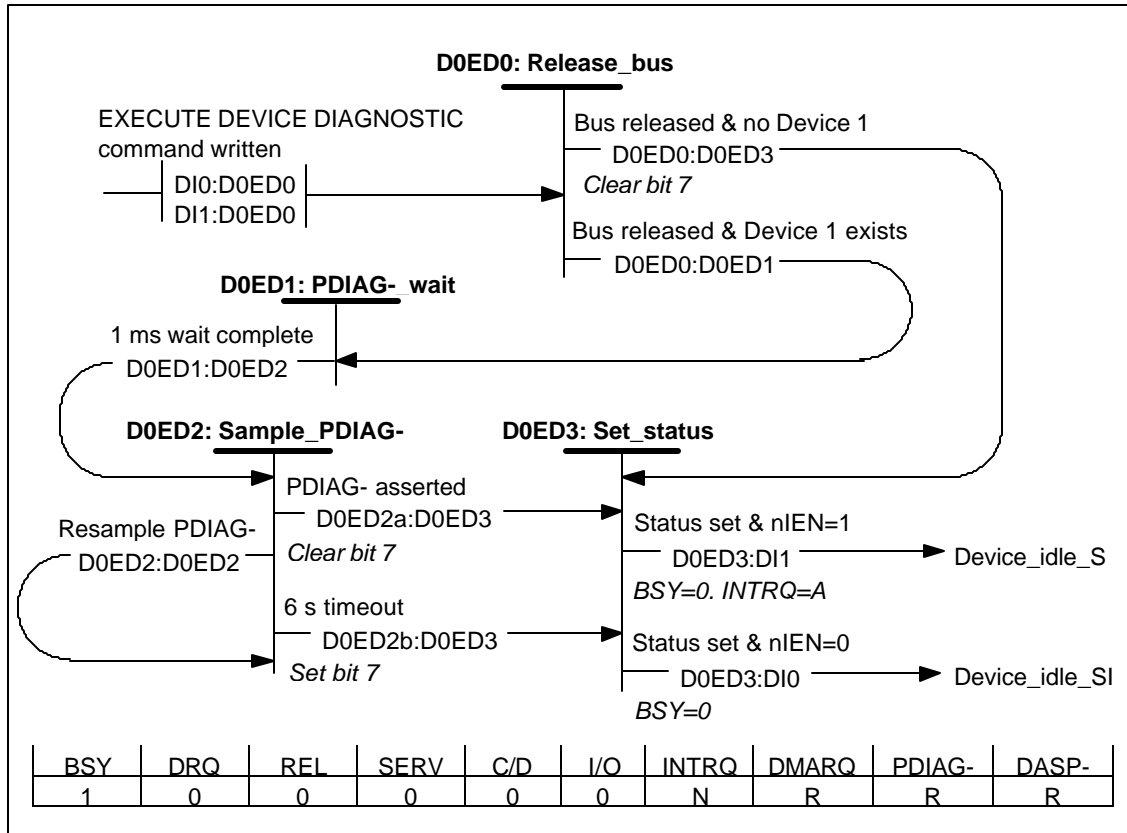 D0ED0: Release_bus
EXECUTE DEVICE DIAGNOSTIC
command written
DI0:D0ED0
DI1:D0ED0
Bus released & no Device 1
D0ED0:D0ED3
Clear bit 7
Bus released & Device 1 exists
D0ED0:D0ED1
D0ED1: PDIAG-_wait
1 ms wait complete
D0ED1:D0ED2
D0ED2: Sample_PDIAG-
D0ED3: Set_status
PDIAG- asserted
D0ED2a:D0ED3
Clear bit 7
Resample PDIAG-
D0ED2:D0ED2
6 s timeout
D0ED2b:D0ED3
Set bit 7
Status set & nIEN=1
D0ED3:DI1
Device_idle_S
BSY=0. INTRQ=A
Status set & nIEN=0
D0ED3:DI0
Device_idle_SI
BSY=0
BSY DRQ REL SERV C/D I/O INTRQ DMARQ PDIAG- DASP-
1 0 0 0 0 0 N R R R